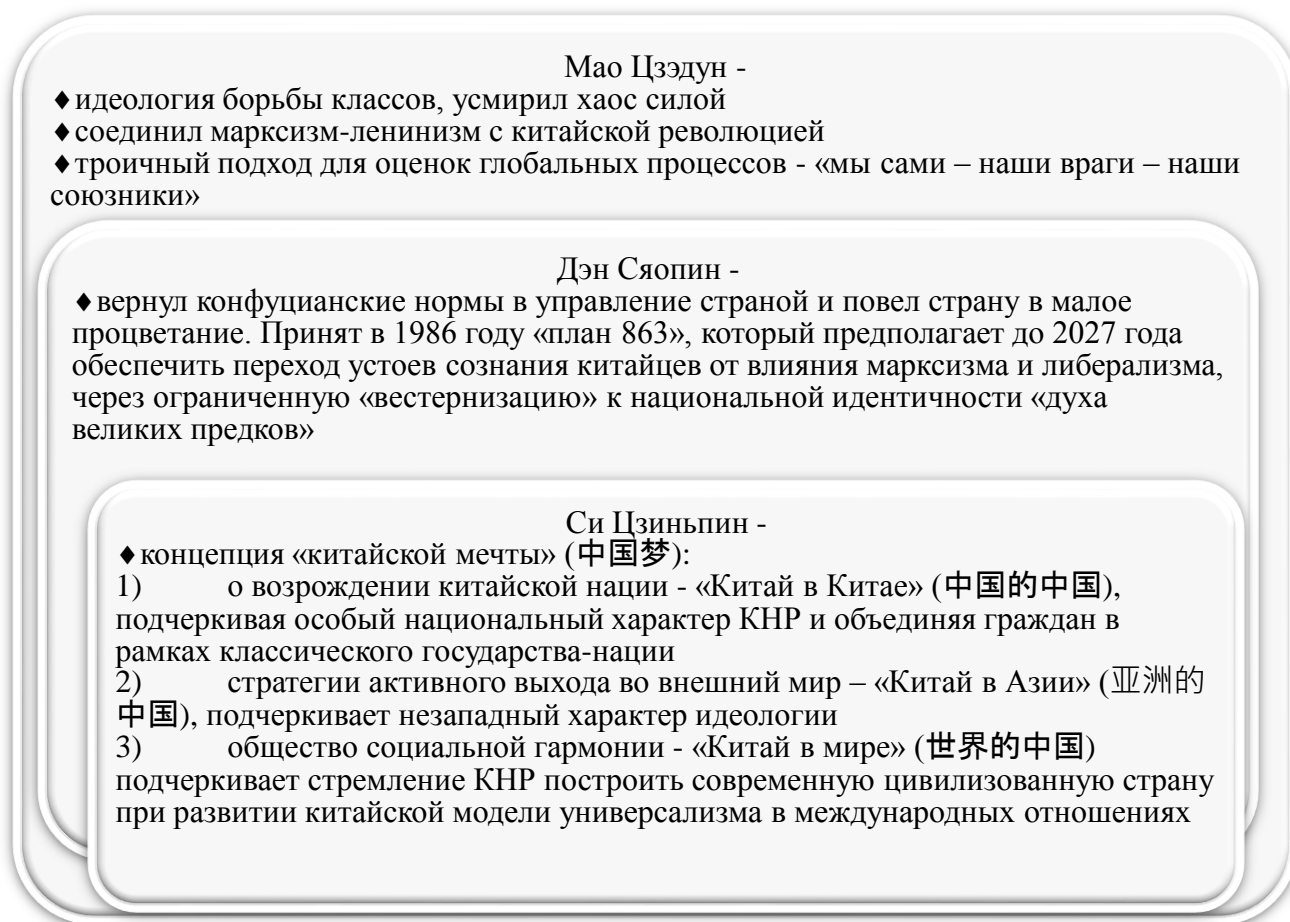 Мао Цзэдун -
♦идеология борьбы классов, усмирил хаос силой
♦соединил марксизм-ленинизм с китайской революцией
♦троичный подход для оценок глобальных процессов - «мы сами – наши враги – наши
союзники»
Дэн Сяопин -
♦вернул конфуцианские нормы в управление страной и повел страну в малое
процветание. Принят в 1986 году «план 863», который предполагает до 2027 года
обеспечить переход устоев сознания китайцев от влияния марксизма и либерализма,
через ограниченную «вестернизацию» к национальной идентичности «духа
великих предков»
Си Цзиньпин -
♦концепция «китайской мечты» (中国梦):
1) о возрождении китайской нации - «Китай в Китае» (中国的中国),
подчеркивая особый национальный характер КНР и объединяя граждан в
рамках классического государства-нации
2) стратегии активного выхода во внешний мир – «Китай в Азии» (亚洲的
中国), подчеркивает незападный характер идеологии
3) общество социальной гармонии - «Китай в мире» (世界的中国)
подчеркивает стремление КНР построить современную цивилизованную страну
при развитии китайской модели универсализма в международных отношениях